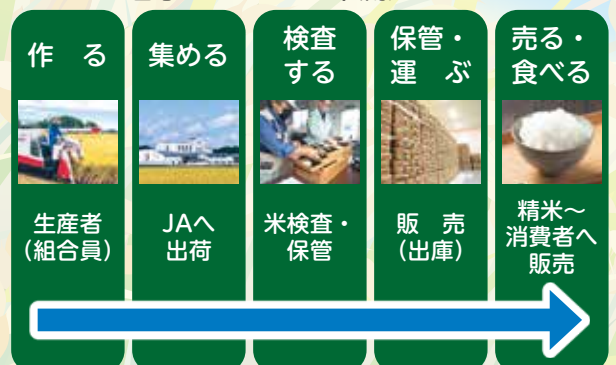 作 る
生産者
(組合員)
集める
JAへ
出荷
検査
する
米検査・
保管
保管・
運 ぶ
販 売
(出庫)
売る・
食べる
精米〜
消費者へ
販売